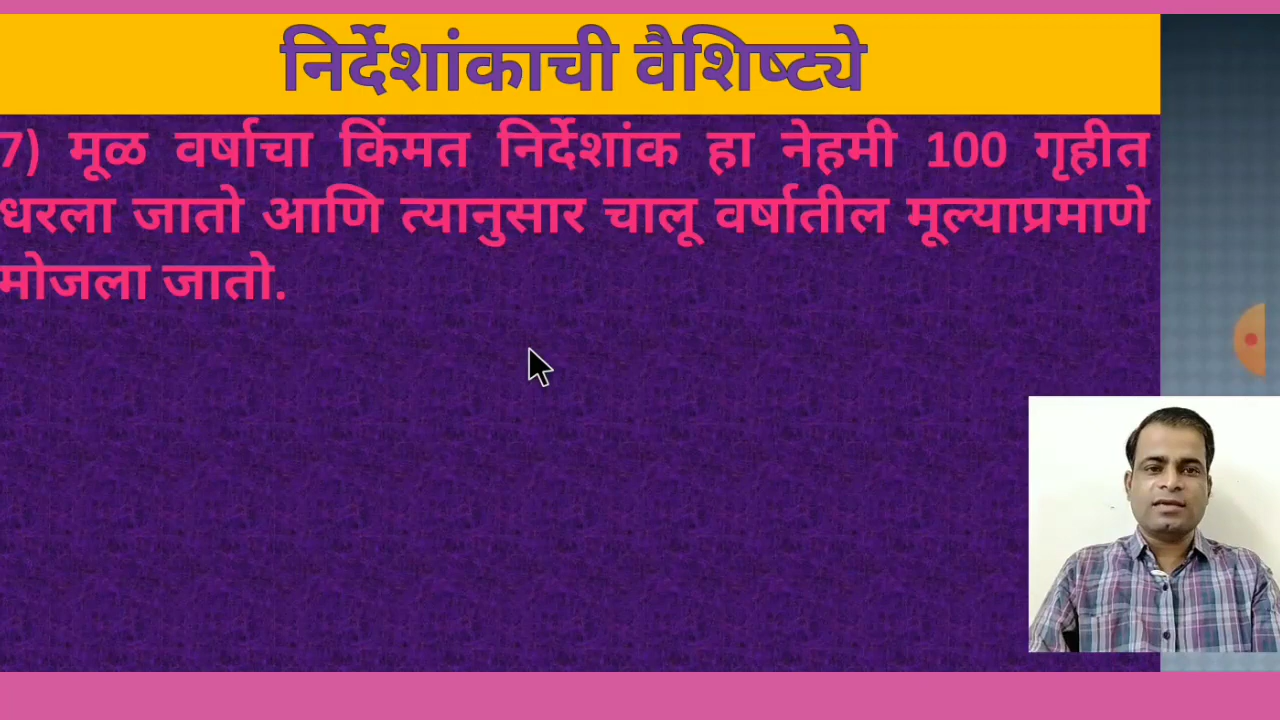 निर्देशांकाची वैशिष्ट्ये
7) मूळ वर्षाचा किंमत निर्देशांक हा नेहमी 100 गृहीत
धरला जातो आणि त्यानुसार चालू वर्षातील मूल्याप्रमाणे
मोजला जातो.